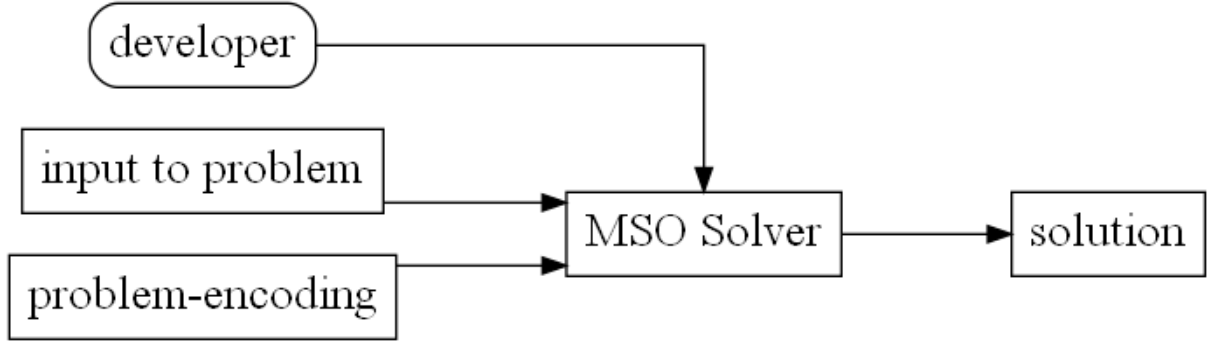 developer
input to problem
problem-encoding
MSO Solver
solution